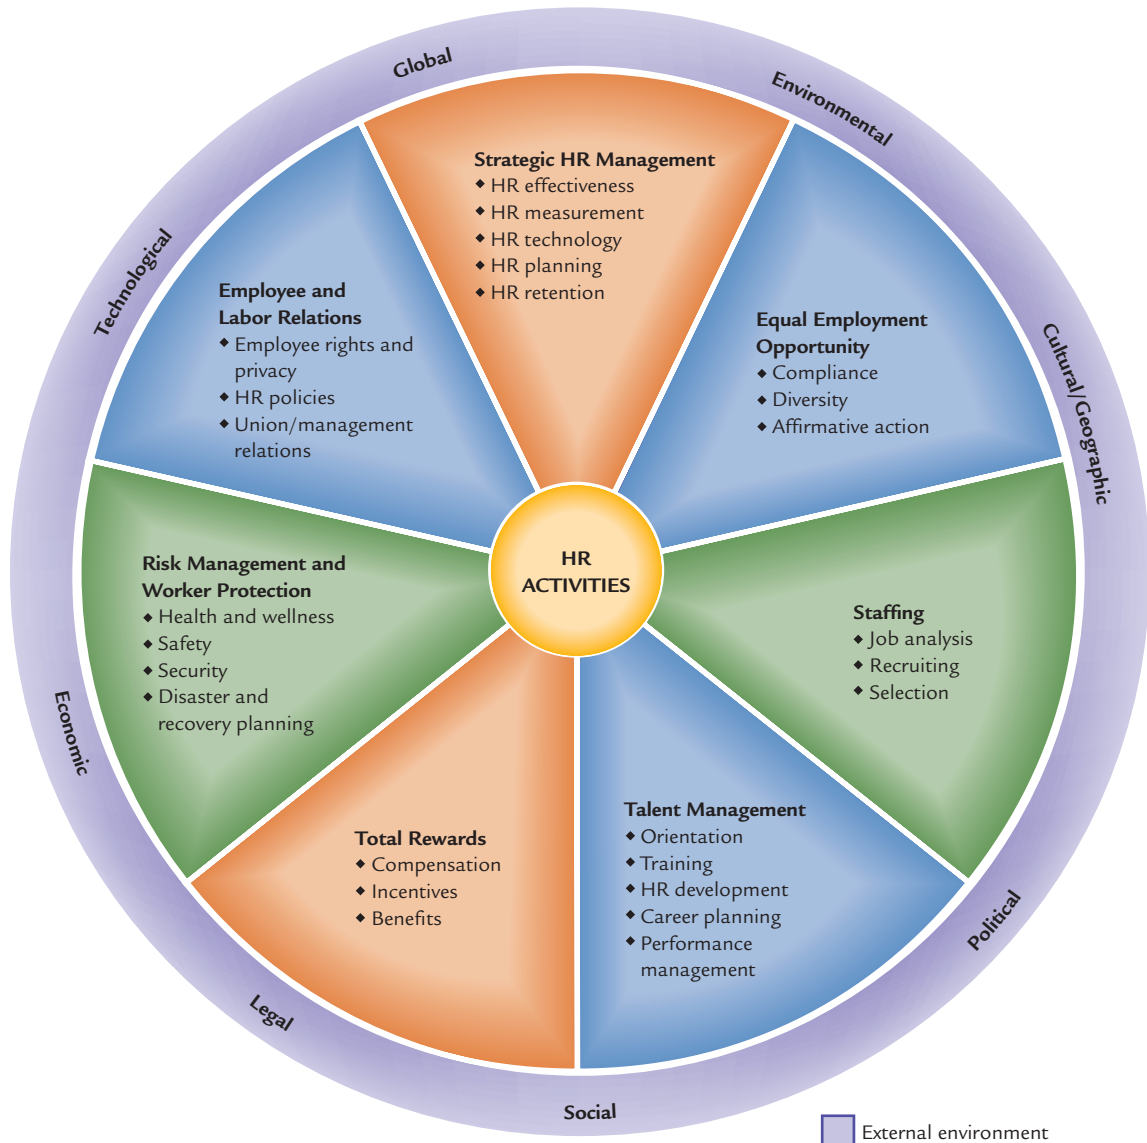 Global
Environmental
Technological
Cultural/Geographic
Economic
Political
Legal
Social
Strategic HR Management
◆ HR effectiveness
◆ HR measurement
◆ HR technology
◆ HR planning
◆ HR retention
Equal Employment
Opportunity
◆ Compliance
◆ Diversity
◆ Affirmative action
Staffing
◆ Job analysis
◆ Recruiting
◆ Selection
Talent Management
◆ Orientation
◆ Training
◆ HR development
◆ Career planning
◆ Performance
management
Total Rewards
◆ Compensation
◆ Incentives
◆ Benefits
Risk Management and
Worker Protection
◆ Health and wellness
◆ Safety
◆ Security
◆ Disaster and
recovery planning
Employee and
Labor Relations
◆ Employee rights and
privacy
◆ HR policies
◆ Union/management
relations
HR
ACTIVITIES
External environment